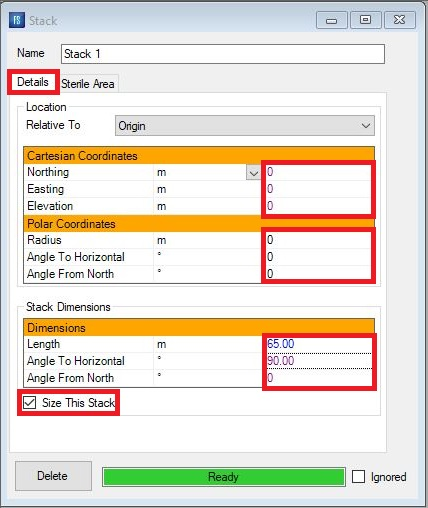 FS Stack
Name Stack 1
Details Sterile Area
Location
Relative To Origin
Cartesian Coordinates
Northing m 0
Easting m 0
Elevation m 0
Polar Coordinates
Radius m 0
Angle To Horizontal ° 0
Angle From North ° 0
Stack Dimensions
Dimensions
Length m 65.00
Angle To Horizontal ° 90.00
Angle From North ° 0
Size This Stack
Delete Ready Ignored